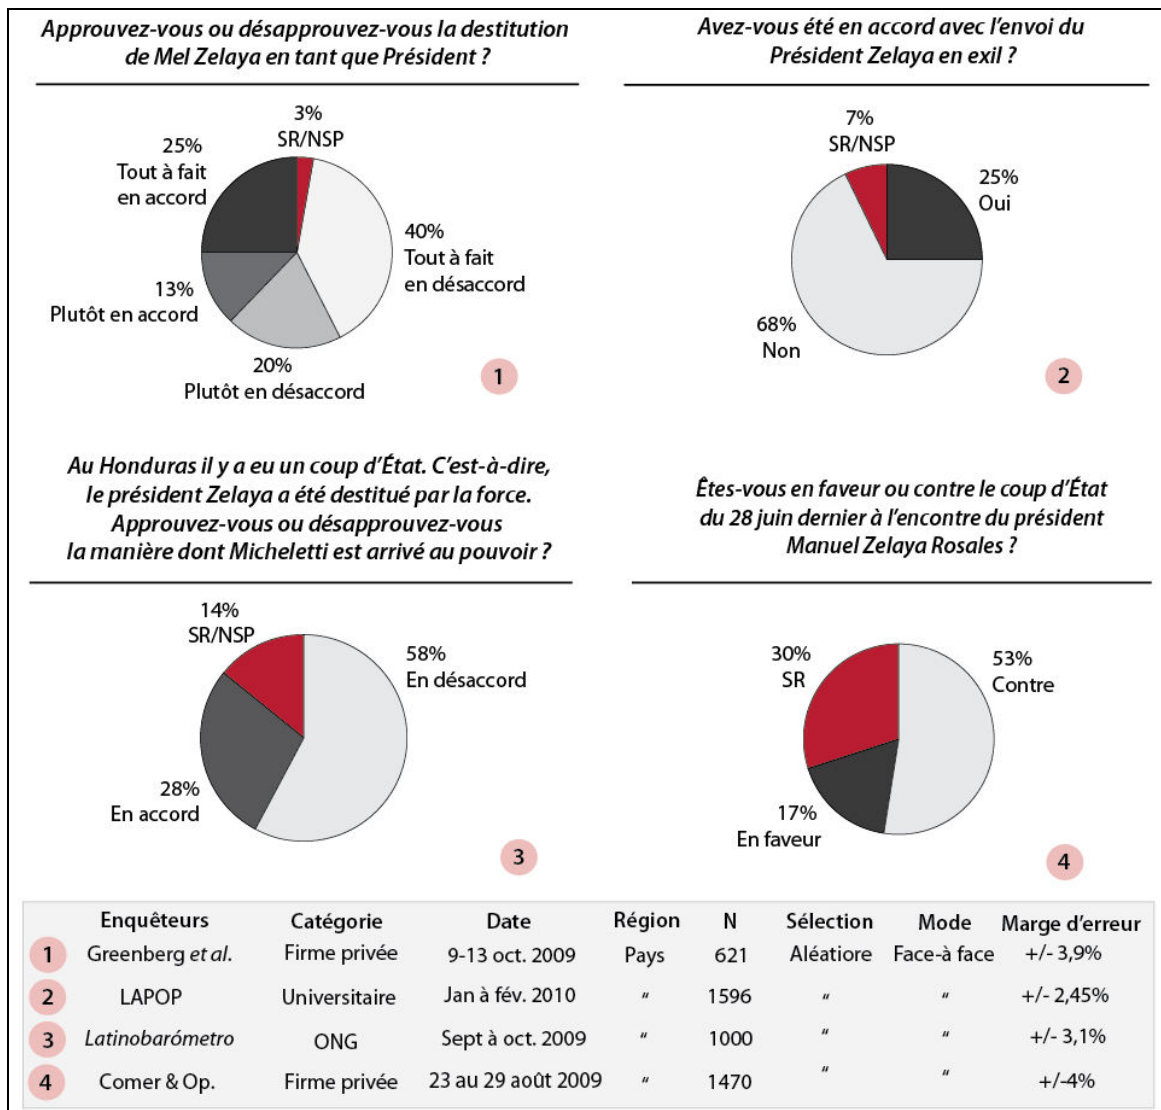 Approuvez-vous ou désapprouvez-vous la destitution
de Mel Zelaya en tant que Président ?
3%
SR/NSP
25%
Tout à fait
en accord
40%
Tout à fait
en désaccord
13%
Plutôt en accord
20%
Plutôt en désaccord
1
Avez-vous été en accord avec l'envoi du
Président Zelaya en exil ?
7%
SR/NSP
25%
Oui
68%
Non
2
Au Honduras il y a eu un coup d'État. C'est-à-dire,
le président Zelaya a été destitué par la force.
Approuvez-vous ou désapprouvez-vous
la manière dont Micheletti est arrivé au pouvoir ?
14%
SR/NSP
58%
En désaccord
28%
En accord
3
Êtes-vous en faveur ou contre le coup d'État
du 28 juin dernier à l'encontre du président
Manuel Zelaya Rosales ?
30%
SR
53%
Contre
17%
En faveur
4
Enquêteurs Catégorie Date Région N Sélection Mode Marge d'erreur
1 Greenberg et al. Firme privée 9-13 oct. 2009 Pays 621 Aléatiore Face-à face +/- 3,9%
2 LAPOP Universitaire Jan à fév. 2010 " 1596 " " +/- 2,45%
3 Latinobarómetro ONG Sept à oct. 2009 " 1000 " " +/- 3,1%
4 Comer & Op. Firme privée 23 au 29 août 2009 " 1470 " " +/-4%